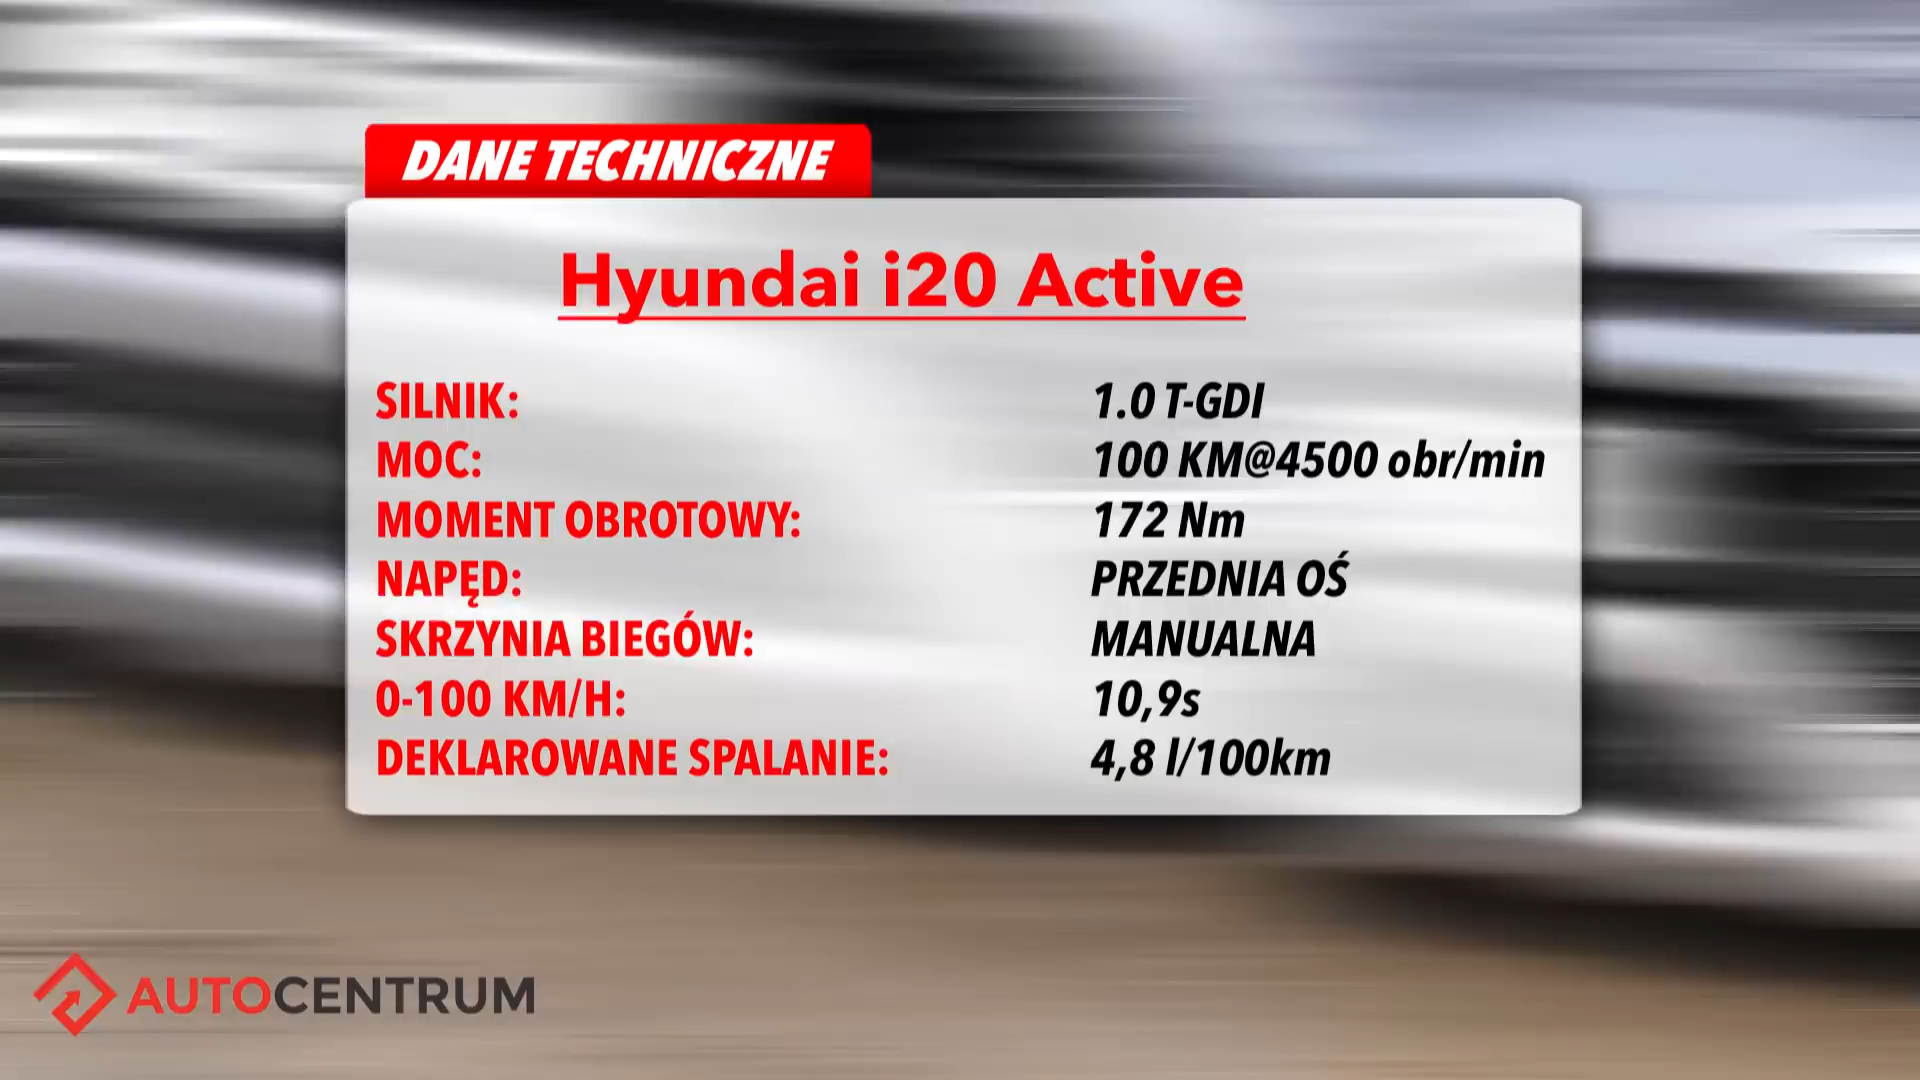 DANE TECHNICZNE
Hyundai i20 Active
SILNIK: 1.0 T-GDI
MOC: 100 KM@4500 obr/min
MOMENT OBROTOWY: 172 Nm
NAPĘD: PRZEDNIA OŚ
SKRZYNIA BIEGÓW: MANUALNA
0-100 KM/H: 10,9s
DEKLAROWANE SPALANIE: 4,8 l/100km
AUTOCENTRUM